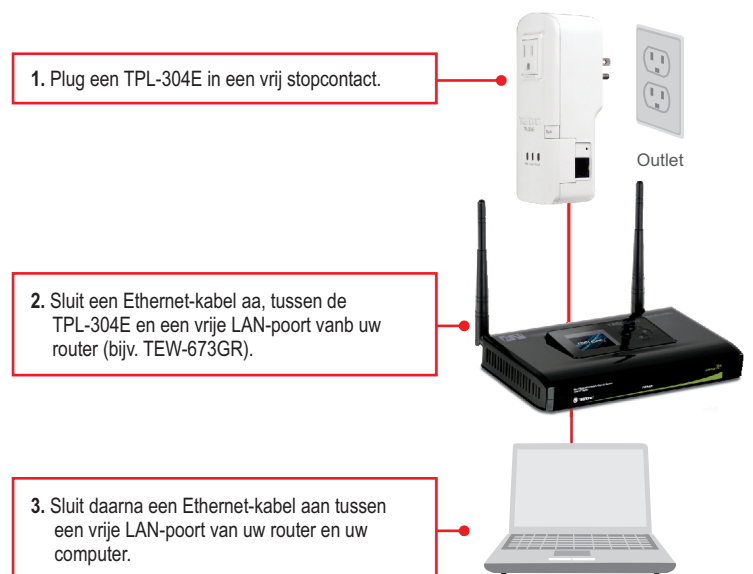 1. Plug een TPL-304E in een vrij stopcontact.
Outlet
2. Sluit een Ethernet-kabel aa, tussen de
TPL-304E en een vrije LAN-poort vanb uw
router (bijv. TEW-673GR).
3. Sluit daarna een Ethernet-kabel aan tussen
een vrije LAN-poort van uw router en uw
computer.